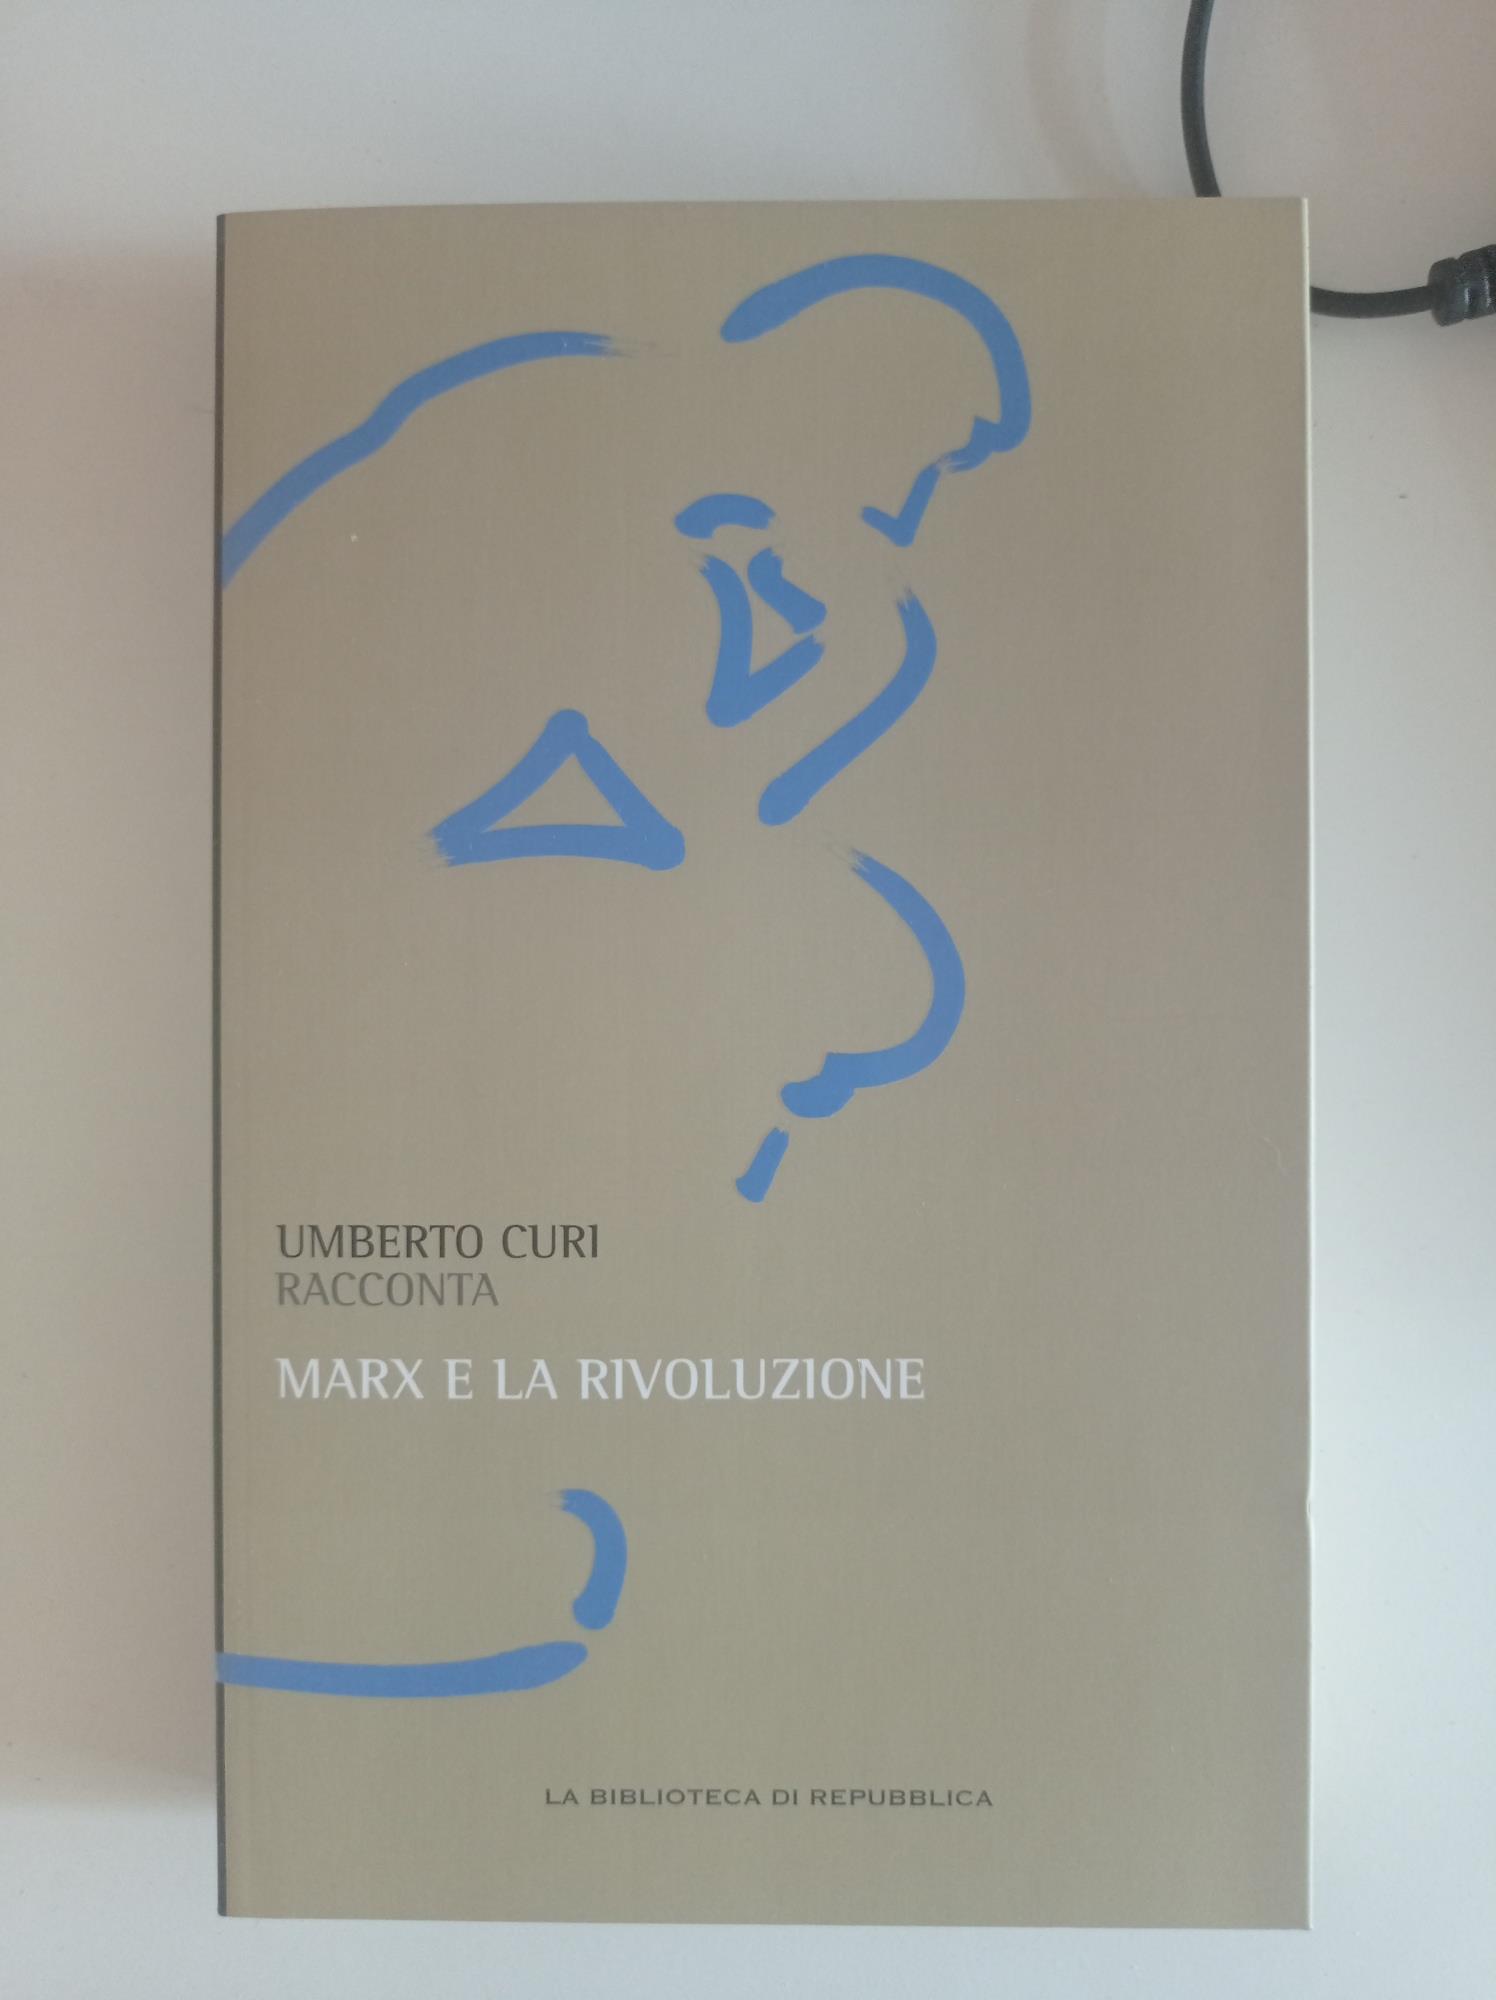 UMBERTO CURI
RACCONTA
MARX E LA RIVOLUZIONE
LA BIBLIOTECA DI REPUBBLICA